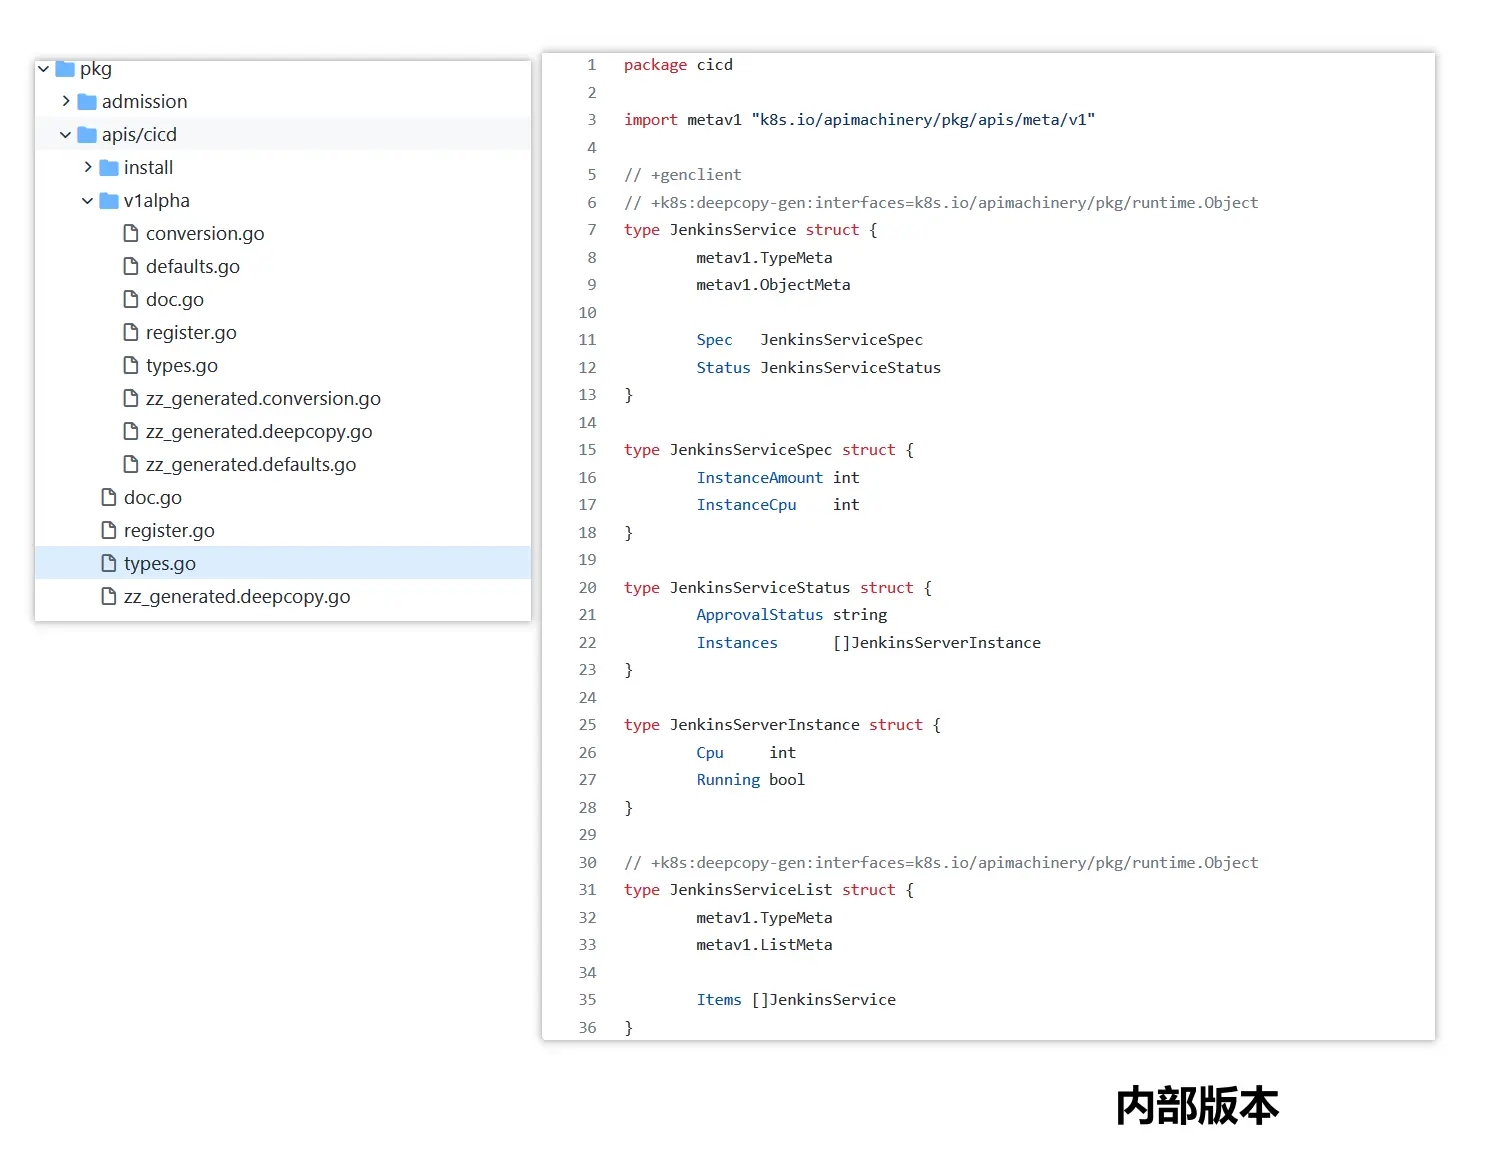 pkg
admission
apis/cicd
install
v1alpha
conversion.go
defaults.go
doc.go
register.go
types.go
zz_generated.conversion.go
zz_generated.deepcopy.go
zz_generated.defaults.go
doc.go
register.go
types.go
zz_generated.deepcopy.go
1 package cicd
2
3 import metav1 "k8s.io/apimachinery/pkg/apis/meta/v1"
4
5 // +genclient
6 // +k8s:deepcopy-gen:interfaces=k8s.io/apimachinery/pkg/runtime.Object
7 type JenkinsService struct {
8 metav1.TypeMeta
9 metav1.ObjectMeta
10
11 Spec JenkinsServiceSpec
12 Status JenkinsServiceStatus
13 }
14
15 type JenkinsServiceSpec struct {
16 InstanceAmount int
17 InstanceCpu int
18 }
19
20 type JenkinsServiceStatus struct {
21 ApprovalStatus string
22 Instances []JenkinsServerInstance
23 }
24
25 type JenkinsServerInstance struct {
26 Cpu int
27 Running bool
28 }
29
30 // +k8s:deepcopy-gen:interfaces=k8s.io/apimachinery/pkg/runtime.Object
31 type JenkinsServiceList struct {
32 metav1.TypeMeta
33 metav1.ListMeta
34
35 Items []JenkinsService
36 }
内部版本